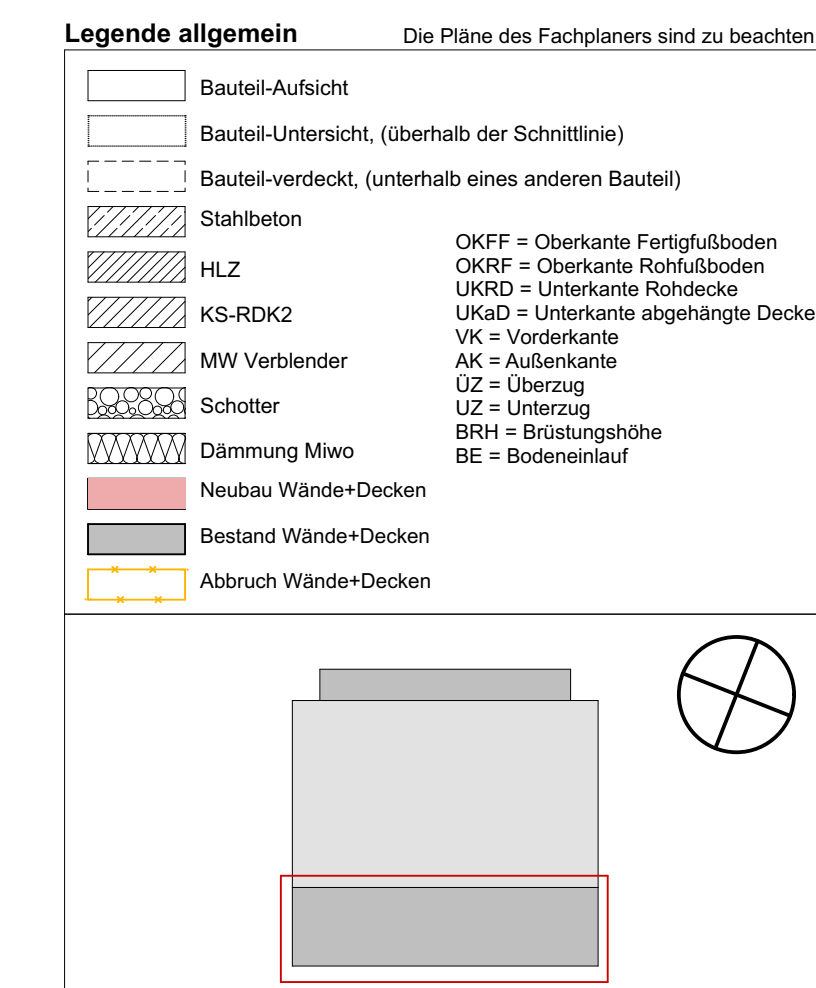 Legende allgemein Die Pläne des Fachplaners sind zu beachten
Bauteil-Aufsicht
Bauteil-Untersicht, (überhalb der Schnittlinie)
Bauteil-verdeckt, (unterhalb eines anderen Bauteil)
Stahlbeton
HLZ
KS-RDK2
MW Verblender
Schotter
Dämmung Miwo
Neubau Wände+Decken
Bestand Wände+Decken
Abbruch Wände+Decken
OKFF = Oberkante Fertigfußboden
OKRF = Oberkante Rohfußboden
UKRD = Unterkante Rohdecke
UKaD = Unterkante abgehängte Decke
VK = Vorderkante
AK = Außenkante
ÜZ = Überzug
UZ = Unterzug
BRH = Brüstungshöhe
BE = Bodeneinlauf